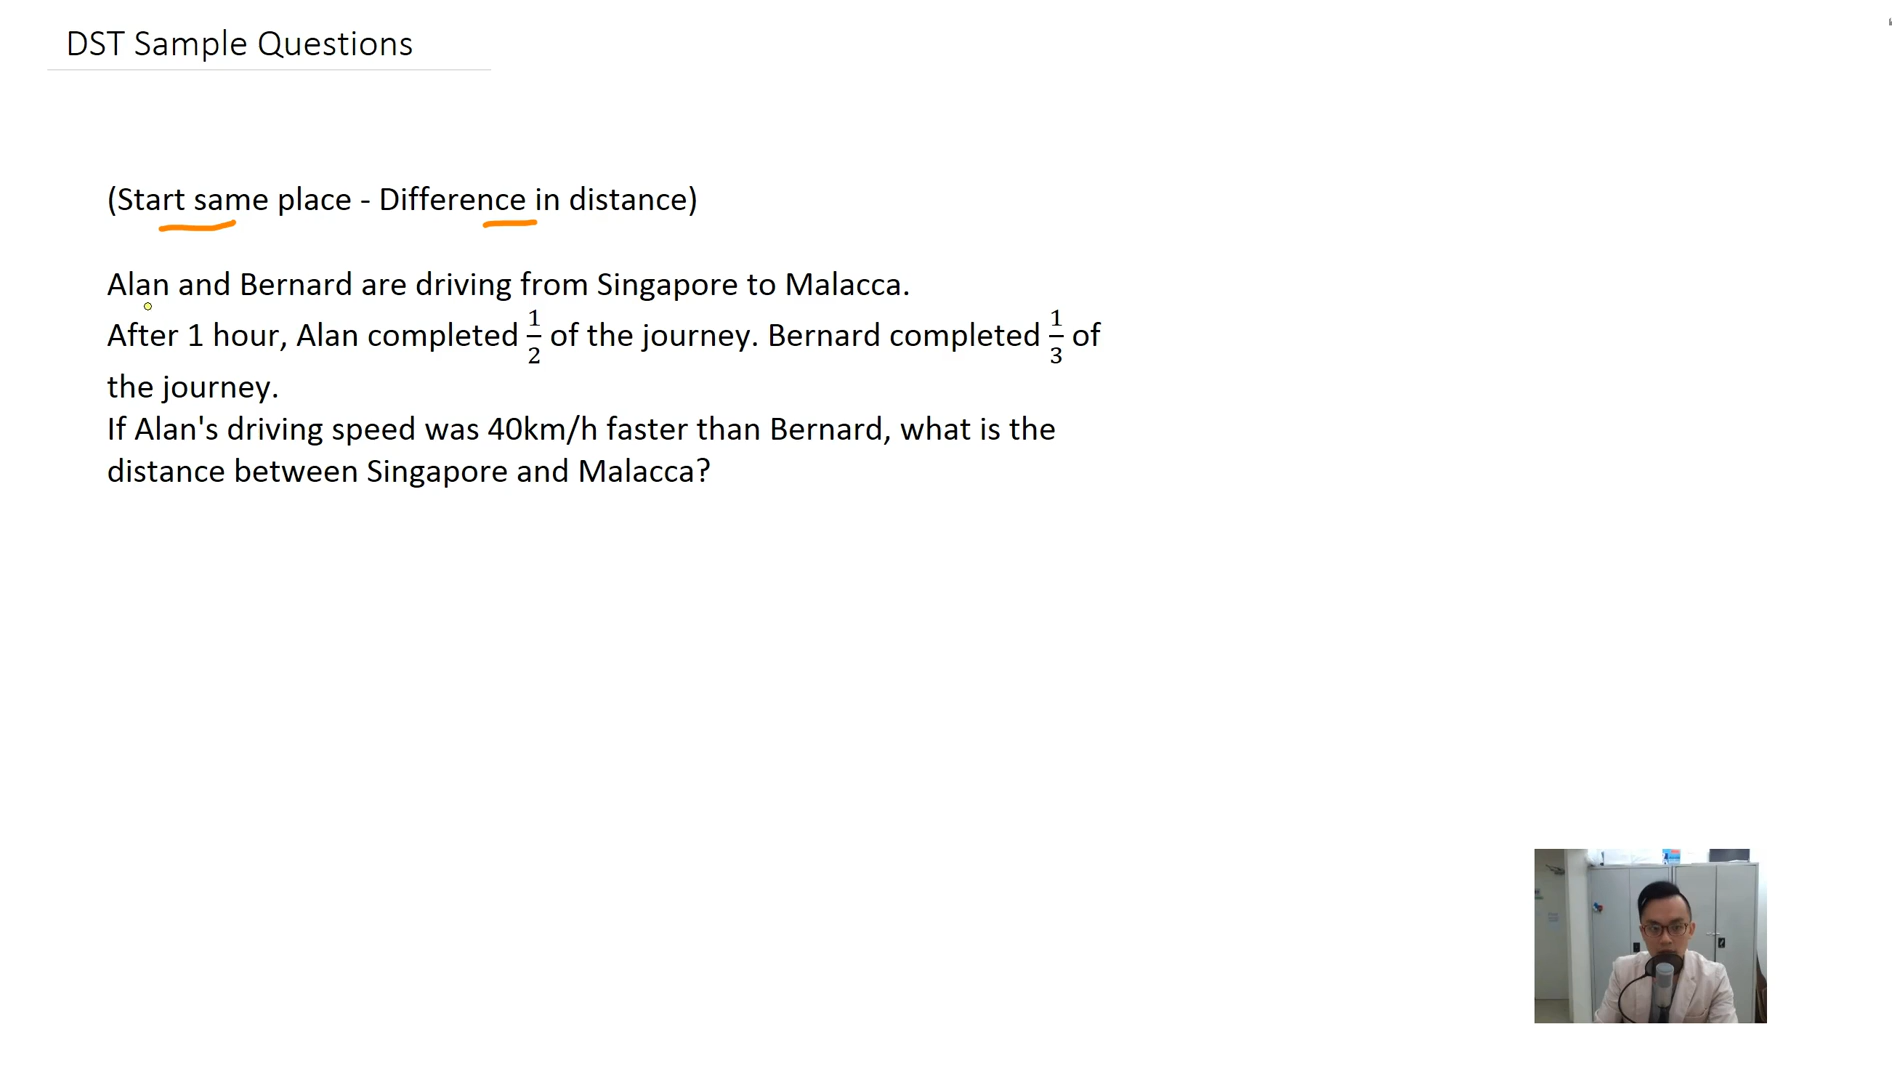 DST Sample Questions
(Start same place - Difference in distance)
Alan and Bernard are driving from Singapore to Malacca.
After 1 hour, Alan completed 1/2 of the journey. Bernard completed 1/3 of
the journey.
If Alan's driving speed was 40km/h faster than Bernard, what is the
distance between Singapore and Malacca?